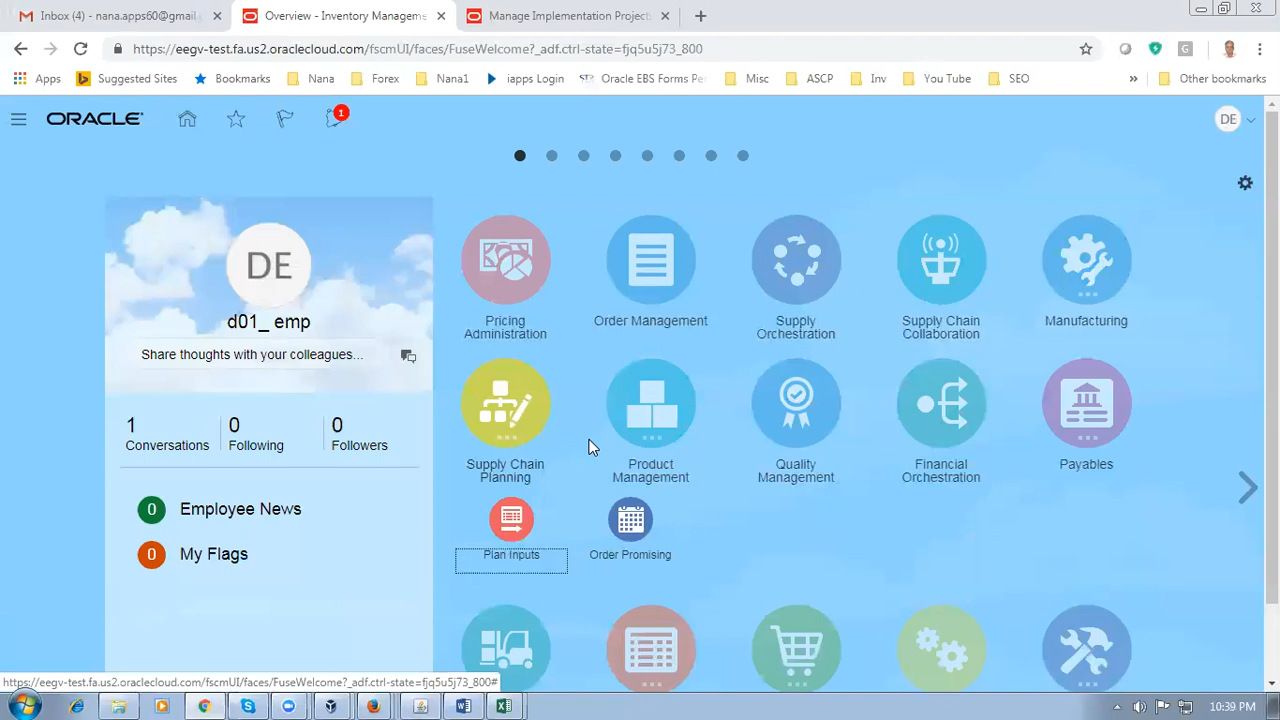 Inbox (4) - nana.apps60@gmail
Overview - Inventory Manageme
Manage Implementation Project
https://eegv-test.fa.us2.oraclecloud.com/fscmUI/faces/FuseWelcome?_adf.ctrl-state=fjq5u5j73_800
G
Apps
Suggested Sites
Bookmarks
Nana
Forex
Nana1
iapps Login
Oracle EBS Forms Pe
Misc
ASCP
Inv
You Tube
SEO
»
Other bookmarks
ORACLE
1
DE
DE
d01_ emp
Share thoughts with your colleagues...
1
Conversations
0
Following
0
Followers
0 Employee News
0 My Flags
Pricing
Administration
Order Management
Supply
Orchestration
Supply Chain
Collaboration
Manufacturing
Supply Chain
Planning
Product
Management
Quality
Management
Financial
Orchestration
Payables
Plan Inputs
Order Promising
https://eegv-test.fa.us2.oraclecloud.com/fscmUI/faces/FuseWelcome?_adf.ctrl-state=fjq5u5j73_800#
10:39 PM